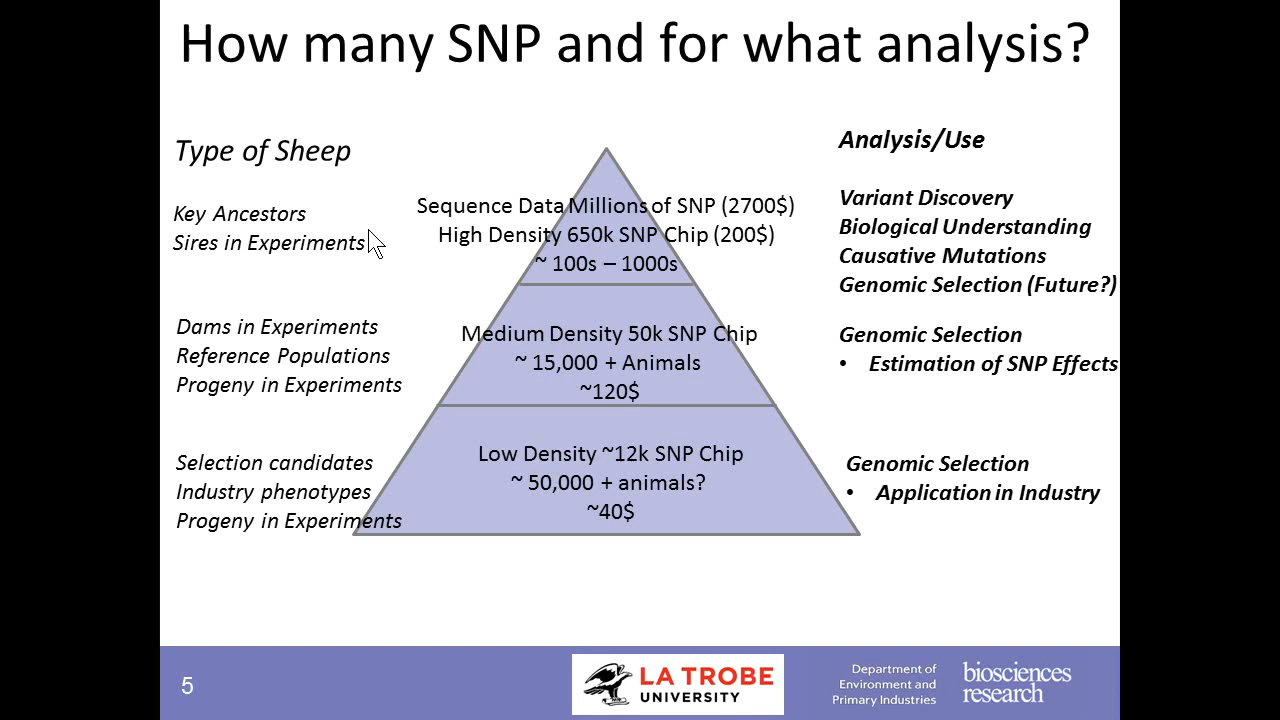 How many SNP and for what analysis?
Type of Sheep
Key Ancestors
Sires in Experiments
Dams in Experiments
Reference Populations
Progeny in Experiments
Selection candidates
Industry phenotypes
Progeny in Experiments
Sequence Data Millions of SNP (2700$)
High Density 650k SNP Chip (200$)
~ 100s – 1000s
Medium Density 50k SNP Chip
~ 15,000 + Animals
~120$
Low Density ~12k SNP Chip
~ 50,000 + animals?
~40$
Analysis/Use
Variant Discovery
Biological Understanding
Causative Mutations
Genomic Selection (Future?)
Genomic Selection
• Estimation of SNP Effects
Genomic Selection
• Application in Industry
5
LA TROBE
UNIVERSITY
Department of
Environment and
Primary Industries
biosciences
research